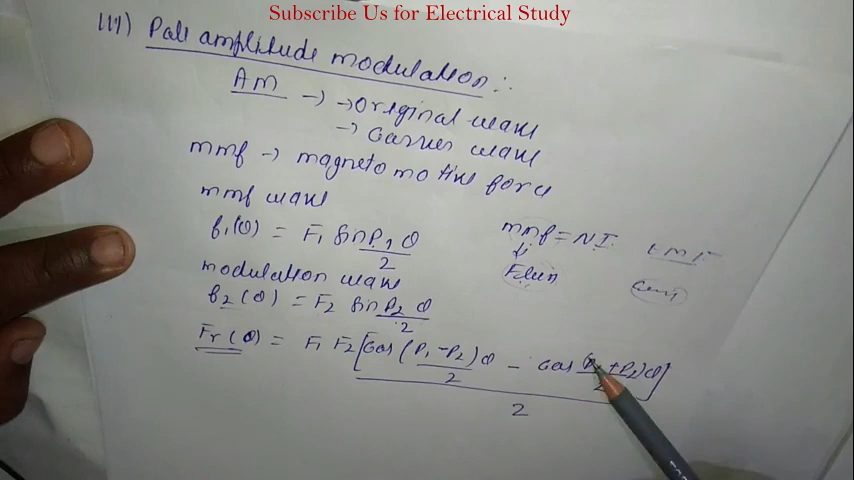 Subscribe Us for Electrical Study
111) Pole amplitude modulation :-
AM → → Original wave
→ Carrier wave
mmf → magneto motive force
mmf wave
f₁(θ) = F₁ Sin P₁/2 θ
mmf = NI
Flux
modulation wave
f₂(θ) = F₂ Sin P₂/2 θ
Fr(θ) = F₁ F₂ [Cos (P₁-P₂)/2 θ - Cos (P₁+P₂)/2 θ] / 2